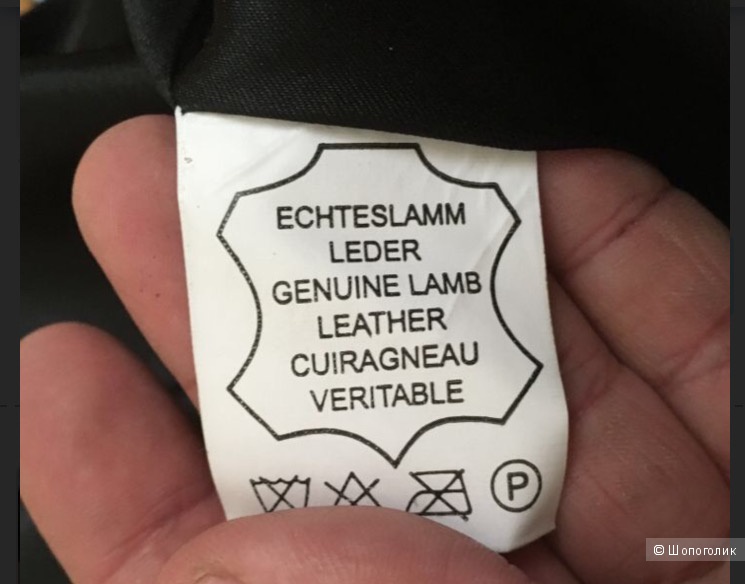 ECHTESLAMM
LEDER
GENUINE LAMB
LEATHER
CUIRAGNEAU
VERITABLE
P
© Шопоголик